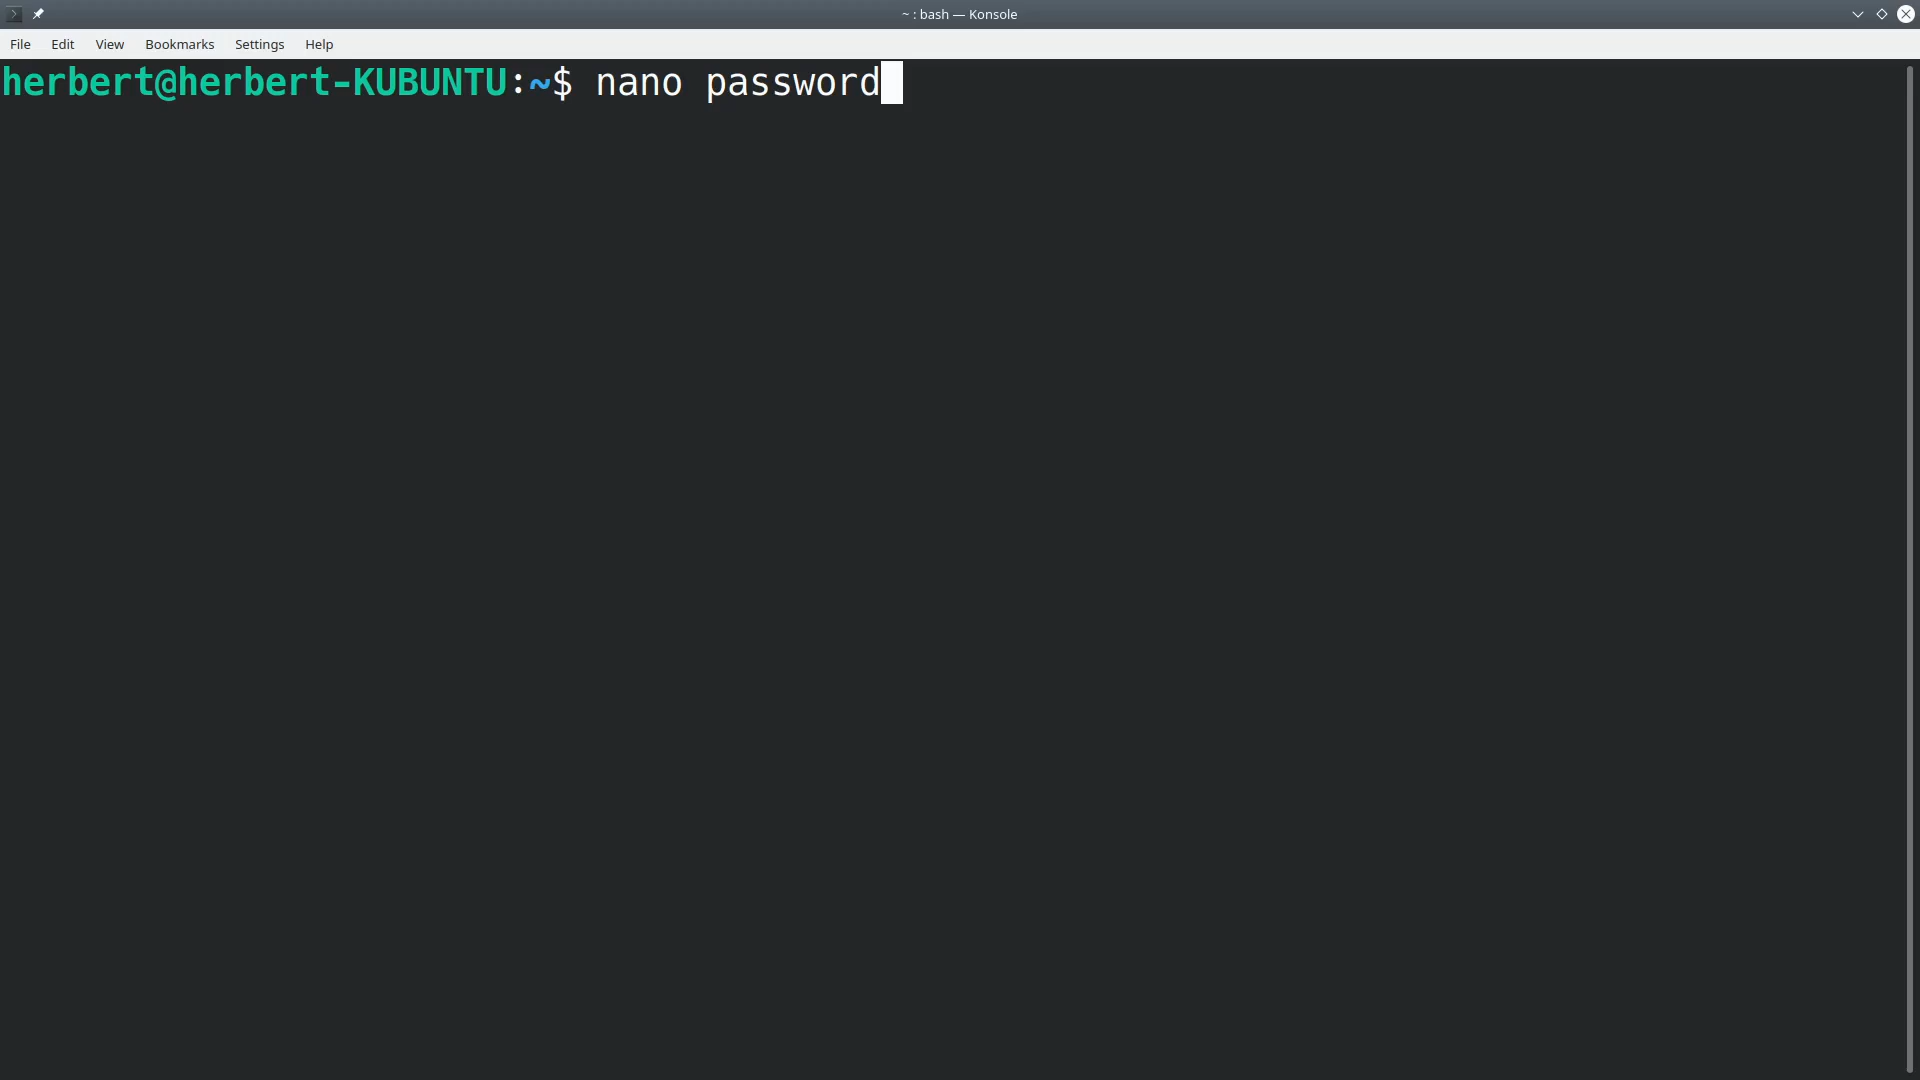 ~ : bash — Konsole
File Edit View Bookmarks Settings Help
herbert@herbert-KUBUNTU:~$ nano password